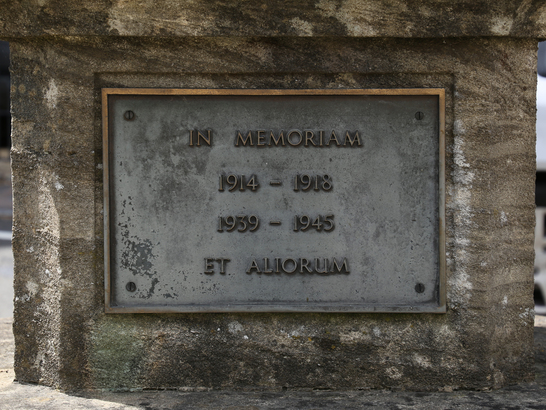 IN MEMORIAM
1914 – 1918
1939 – 1945
ET ALIORUM